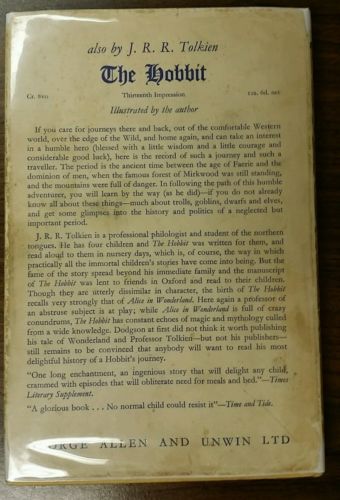 also by J. R. R. Tolkien
The Hobbit
Cr. 8vo. Thirteenth Impression 12s. 6d. net
Illustrated by the author
If you care for journeys there and back, out of the comfortable Western
world, over the edge of the Wild, and home again, and can take an interest
in a humble hero (blessed with a little wisdom and a little courage and
considerable good luck), here is the record of such a journey and such a
traveller. The period is the ancient time between the age of Faerie and the
dominion of men, when the famous forest of Mirkwood was still standing,
and the mountains were full of danger. In following the path of this humble
adventurer, you will learn by the way (as he did)—if you do not already
know all about these things—much about trolls, goblins, dwarfs and elves,
and get some glimpses into the history and politics of a neglected but
important period.
J. R. R. Tolkien is a professional philologist and student of the northern
tongues. He has four children and The Hobbit was written for them, and
read aloud to them in nursery days, which is, of course, the way in which
practically all the immortal children's stories have come into being. But the
fame of the story spread beyond his immediate family and the manuscript
of The Hobbit was lent to friends in Oxford and read to their children.
Though they are utterly dissimilar in character, the birth of The Hobbit
recalls very strongly that of Alice in Wonderland. Here again a professor of
an abstruse subject is at play; while Alice in Wonderland is full of crazy
conundrums, The Hobbit has constant echoes of magic and mythology culled
from a wide knowledge. Dodgson at first did not think it worth publishing
his tale of Wonderland and Professor Tolkien—but not his publishers—
still remains to be convinced that anybody will want to read his most
delightful history of a Hobbit's journey.
"One long enchantment, an ingenious story that will delight any child,
crammed with episodes that will obliterate need for meals and bed."—Times
Literary Supplement.
"A glorious book . . . No normal child could resist it"—Time and Tide.
ORGE ALLEN AND UNWIN LTD